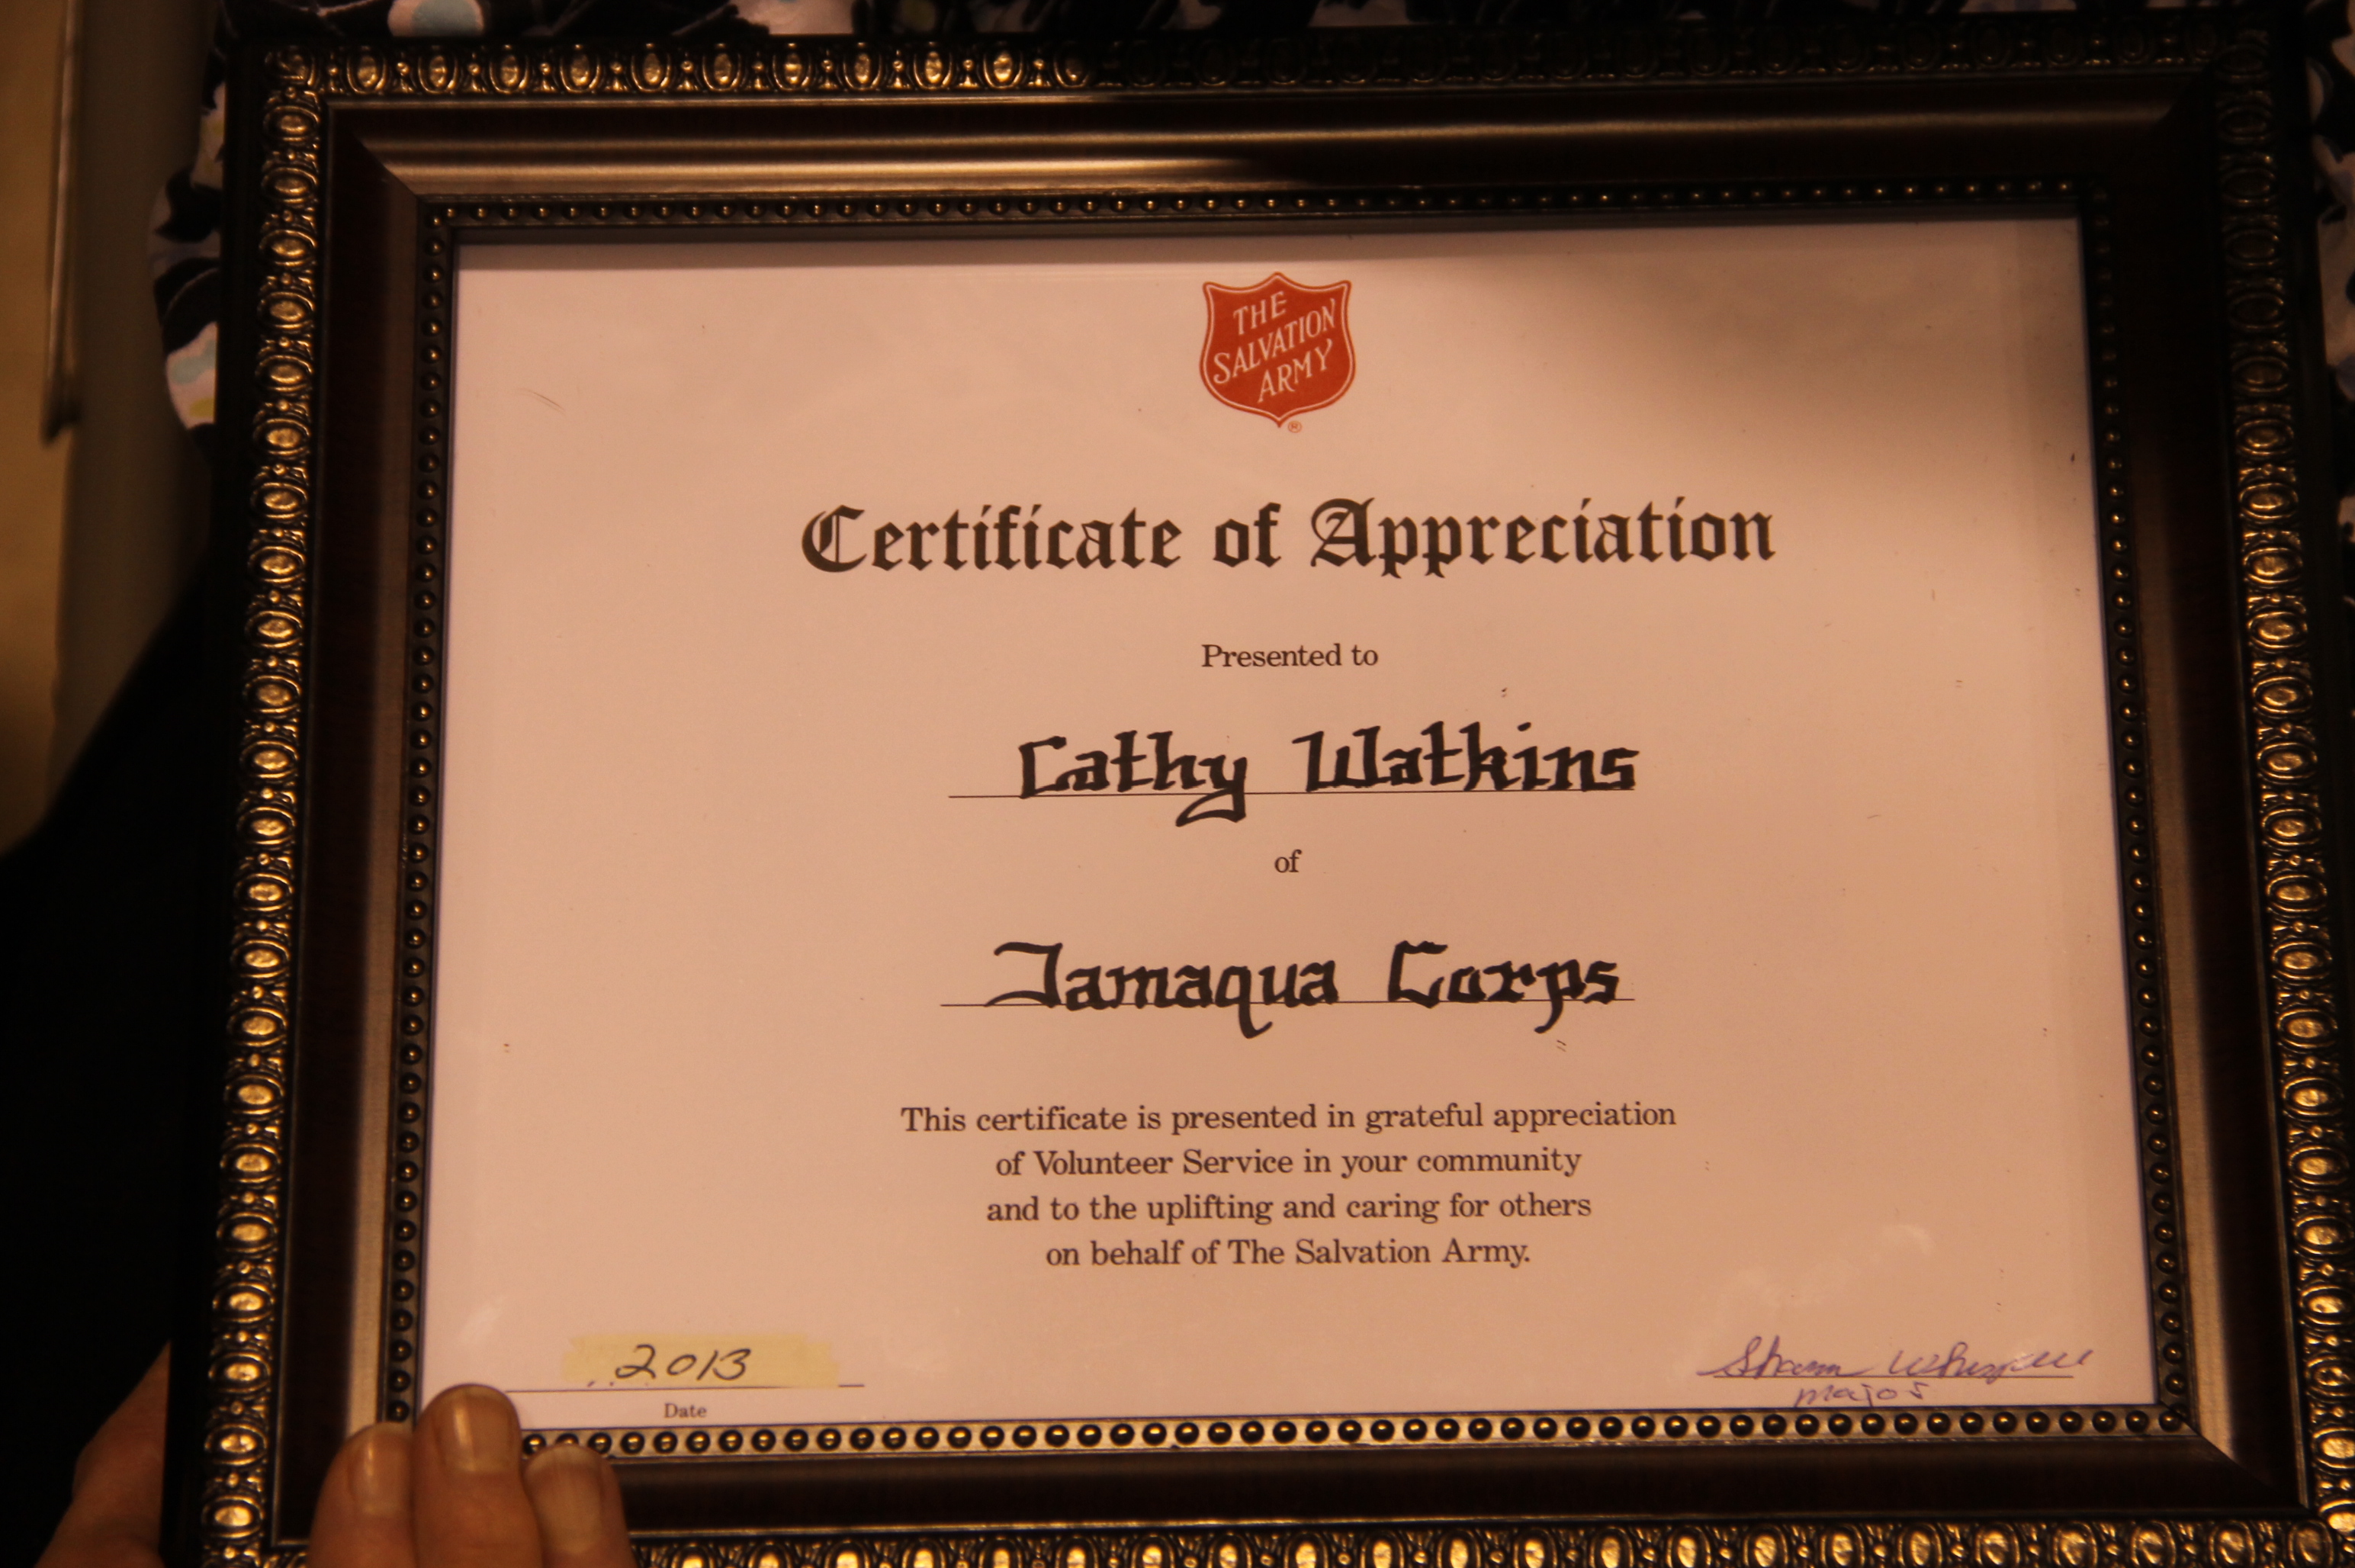 THE
SALVATION
ARMY
®
Certificate of Appreciation
Presented to
Cathy Watkins
of
Tamaqua Corps
This certificate is presented in grateful appreciation
of Volunteer Service in your community
and to the uplifting and caring for others
on behalf of The Salvation Army.
2013
Date
Major